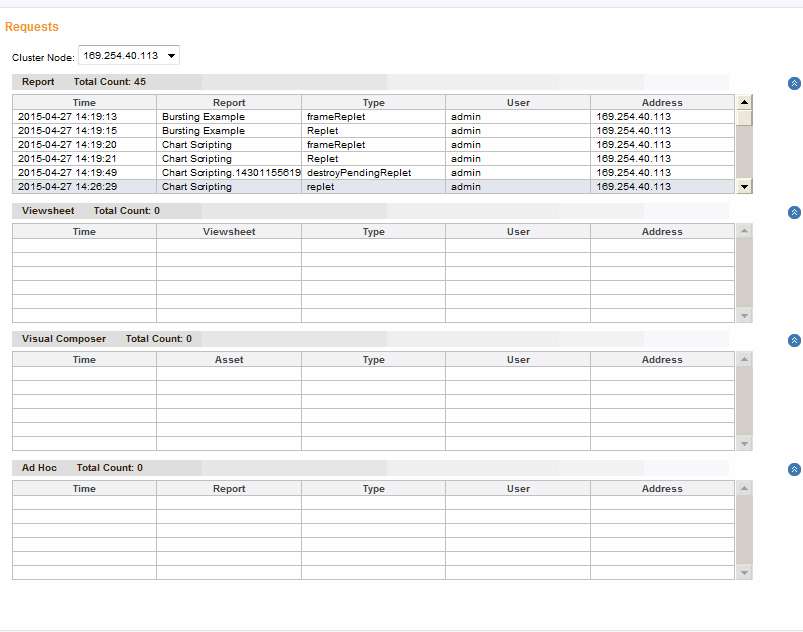 Requests
Cluster Node: 169.254.40.113
Report Total Count: 45
Time Report Type User Address
2015-04-27 14:19:13 Bursting Example frameReplet admin 169.254.40.113
2015-04-27 14:19:15 Bursting Example Replet admin 169.254.40.113
2015-04-27 14:19:20 Chart Scripting frameReplet admin 169.254.40.113
2015-04-27 14:19:21 Chart Scripting Replet admin 169.254.40.113
2015-04-27 14:19:49 Chart Scripting.14301155619 destroyPendingReplet admin 169.254.40.113
2015-04-27 14:26:29 Chart Scripting replet admin 169.254.40.113
Viewsheet Total Count: 0
Time Viewsheet Type User Address
Visual Composer Total Count: 0
Time Asset Type User Address
Ad Hoc Total Count: 0
Time Report Type User Address